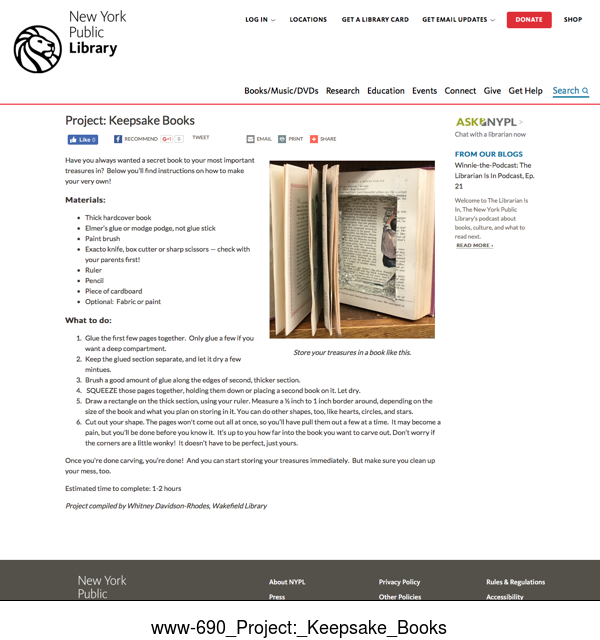 New York
Public
Library
LOG IN
LOCATIONS
GET A LIBRARY CARD
GET EMAIL UPDATES
DONATE
SHOP
Books/Music/DVDs
Research
Education
Events
Connect
Give
Get Help
Search
Project: Keepsake Books
Like 0
RECOMMEND
G+1 0
TWEET
EMAIL
PRINT
SHARE
Have you always wanted a secret book to your most important
treasures in? Below you'll find instructions on how to make
your very own!
Materials:
• Thick hardcover book
• Elmer's glue or modge podge, not glue stick
• Paint brush
• Exacto knife, box cutter or sharp scissors — check with
your parents first!
• Ruler
• Pencil
• Piece of cardboard
• Optional: Fabric or paint
Store your treasures in a book like this.
What to do:
1. Glue the first few pages together. Only glue a few if you
want a deep compartment.
2. Keep the glued section separate, and let it dry a few
mintues.
3. Brush a good amount of glue along the edges of second, thicker section.
4. SQUEEZE those pages together, holding them down or placing a second book on it. Let dry.
5. Draw a rectangle on the thick section, using your ruler. Measure a ½ inch to 1 inch border around, depending on the
size of the book and what you plan on storing in it. You can do other shapes, too, like hearts, circles, and stars.
6. Cut out your shape. The pages won't come out all at once, so you'll have pull them out a few at a time. It may become a
pain, but you'll be done before you know it. It's up to you how far into the book you want to carve out. Don't worry if
the corners are a little wonky! It doesn't have to be perfect, just yours.
Once you're done carving, you're done! And you can start storing your treasures immediately. But make sure you clean up
your mess, too.
Estimated time to complete: 1-2 hours
Project compiled by Whitney Davidson-Rhodes, Wakefield Library
ASK NYPL >
Chat with a librarian now
FROM OUR BLOGS
Winnie-the-Podcast: The
Librarian Is In Podcast, Ep.
21
Welcome to The Librarian Is
In, The New York Public
Library's podcast about
books, culture, and what to
read next.
READ MORE ›
New York
Public
About NYPL
Privacy Policy
Rules & Regulations
Press
Other Policies
Accessibility
www-690_Project:_Keepsake_Books